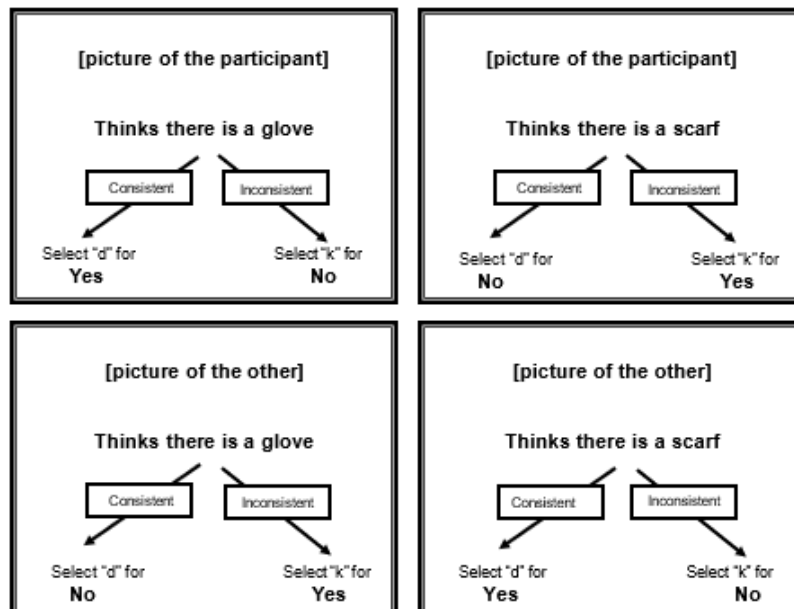 [picture of the participant]
Thinks there is a glove
Consistent
Inconsistent
Select "d" for
Yes
Select "k" for
No
[picture of the participant]
Thinks there is a scarf
Consistent
Inconsistent
Select "d" for
No
Select "k" for
Yes
[picture of the other]
Thinks there is a glove
Consistent
Inconsistent
Select "d" for
No
Select "k" for
Yes
[picture of the other]
Thinks there is a scarf
Consistent
Inconsistent
Select "d" for
Yes
Select "k" for
No